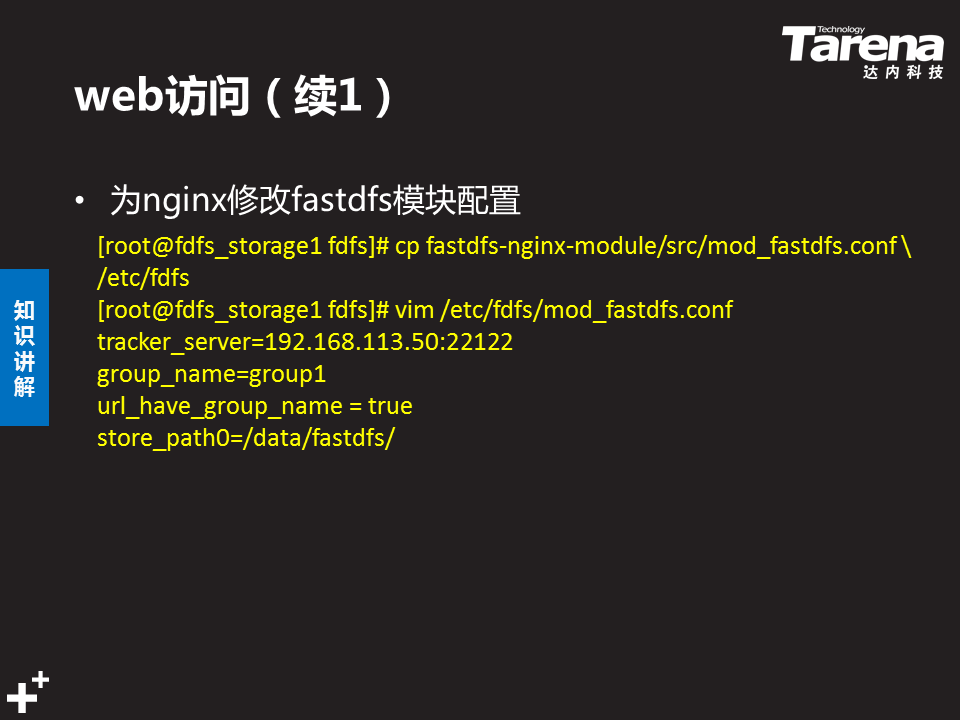 Technology
Tarena
达内科技
web访问（续1）
• 为nginx修改fastdfs模块配置
[root@fdfs_storage1 fdfs]# cp fastdfs-nginx-module/src/mod_fastdfs.conf \
/etc/fdfs
[root@fdfs_storage1 fdfs]# vim /etc/fdfs/mod_fastdfs.conf
tracker_server=192.168.113.50:22122
group_name=group1
url_have_group_name = true
store_path0=/data/fastdfs/
知
识
讲
解